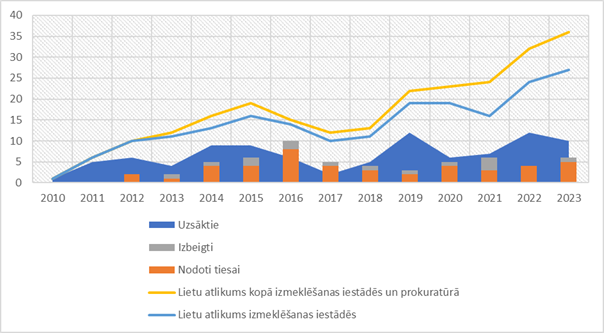 40
35
30
25
20
15
10
5
0
2010 2011 2012 2013 2014 2015 2016 2017 2018 2019 2020 2021 2022 2023
Uzsāktie
Izbeigti
Nodoti tiesai
Lietu atlikums kopā izmeklēšanas iestādēs un prokuratūrā
Lietu atlikums izmeklēšanas iestādēs